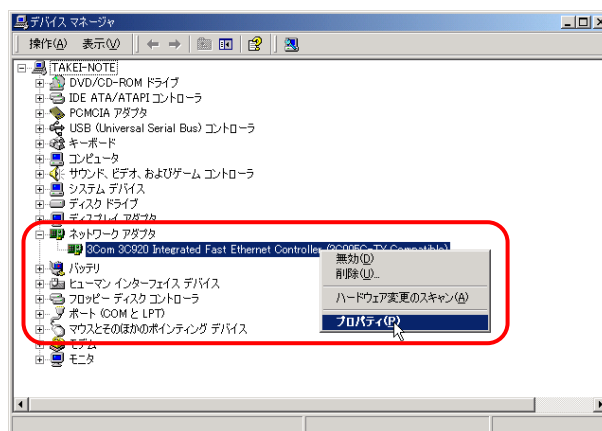 デバイス マネージャ
操作(A) 表示(V)
TAKEI-NOTE
DVD/CD-ROM ドライブ
IDE ATA/ATAPI コントローラ
PCMCIA アダプタ
USB (Universal Serial Bus) コントローラ
キーボード
コンピュータ
サウンド、ビデオ、およびゲーム コントローラ
システム デバイス
ディスク ドライブ
ディスプレイ アダプタ
ネットワーク アダプタ
3Com 3C920 Integrated Fast Ethernet Controller (3C905C-TX Compatible)
無効(D)
バッテリ
削除(U)...
ヒューマン インターフェイス デバイス
フロッピー ディスク コントローラ
ハードウェア変更のスキャン(A)
ポート (COM と LPT)
マウスとそのほかのポインティング デバイス
プロパティ(R)
モデム
モニタ